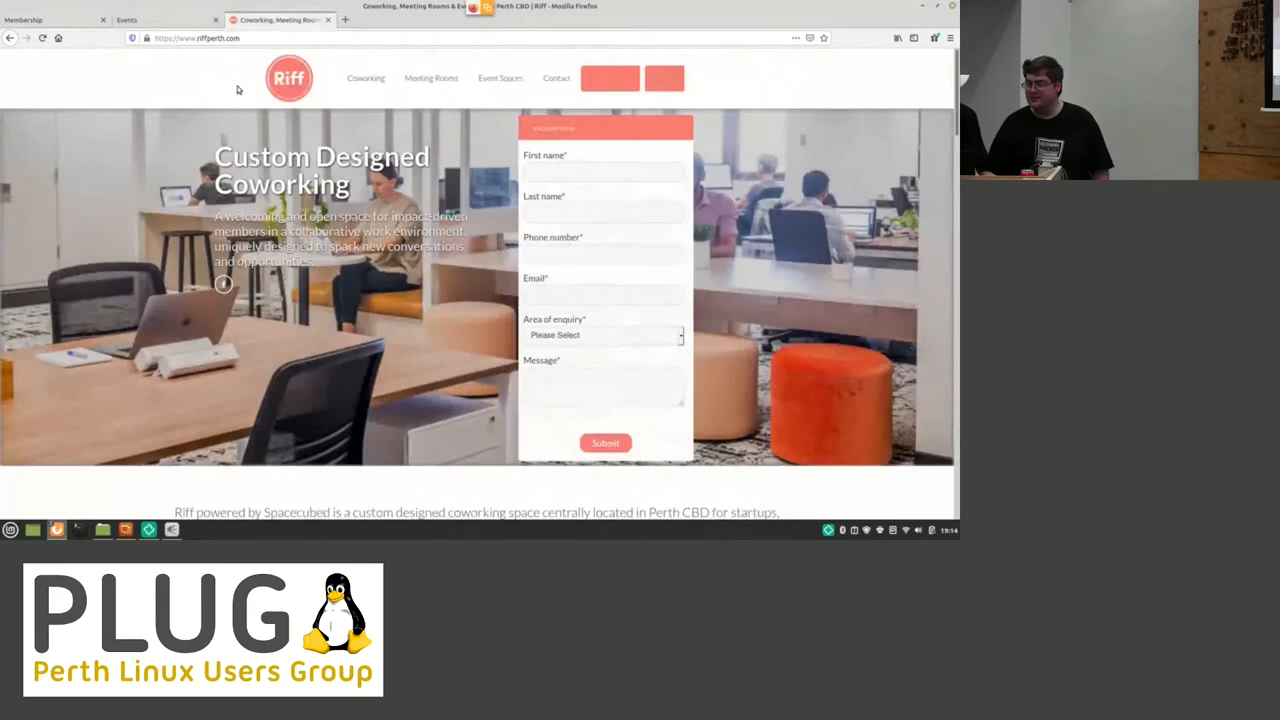 Coworking, Meeting Rooms & Ev
Perth CBD | Riff - Mozilla Firefox
Membership
Events
Coworking, Meeting Room
https://www.riffperth.com
Riff
Coworking
Meeting Rooms
Event Spaces
Contact
Custom Designed
Coworking
A welcoming and open space for impact-driven
members in a collaborative work environment,
uniquely designed to spark new conversations
and opportunities.
First name*
Last name*
Phone number*
Email*
Area of enquiry*
Please Select
Message*
Submit
Riff powered by Spacecubed is a custom designed coworking space centrally located in Perth CBD for startups,
19:14
PLUG
Perth Linux Users Group